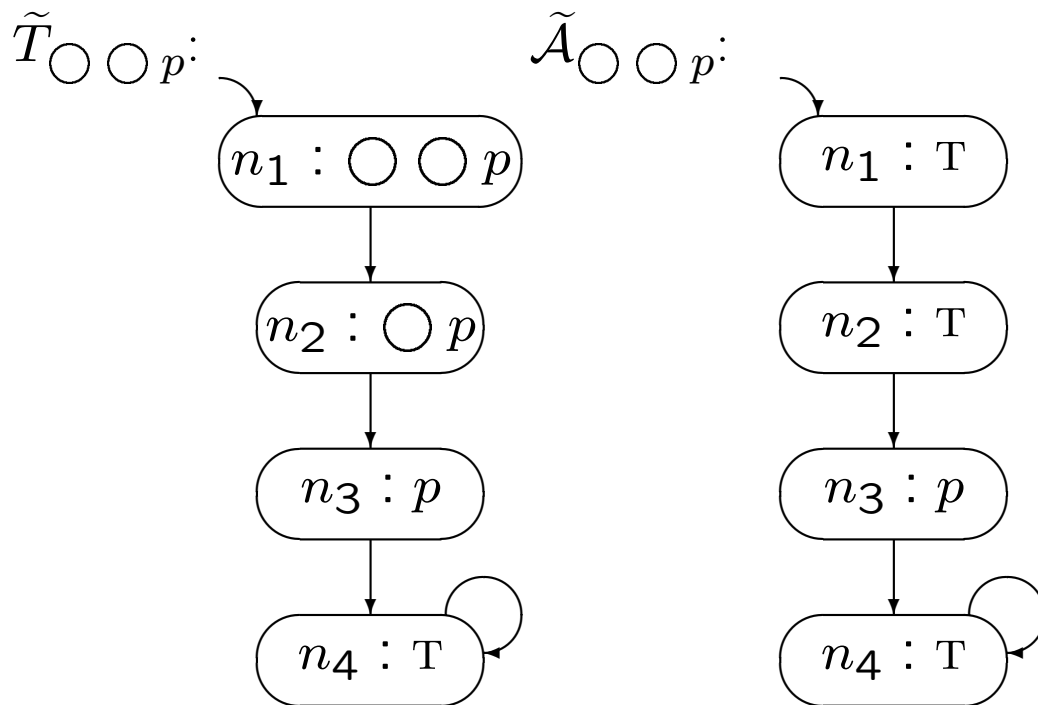 T̃◯ ◯ p:
Ã◯ ◯ p:
n₁ : ◯ ◯ p
n₁ : T
n₂ : ◯ p
n₂ : T
n₃ : p
n₃ : p
n₄ : T
n₄ : T